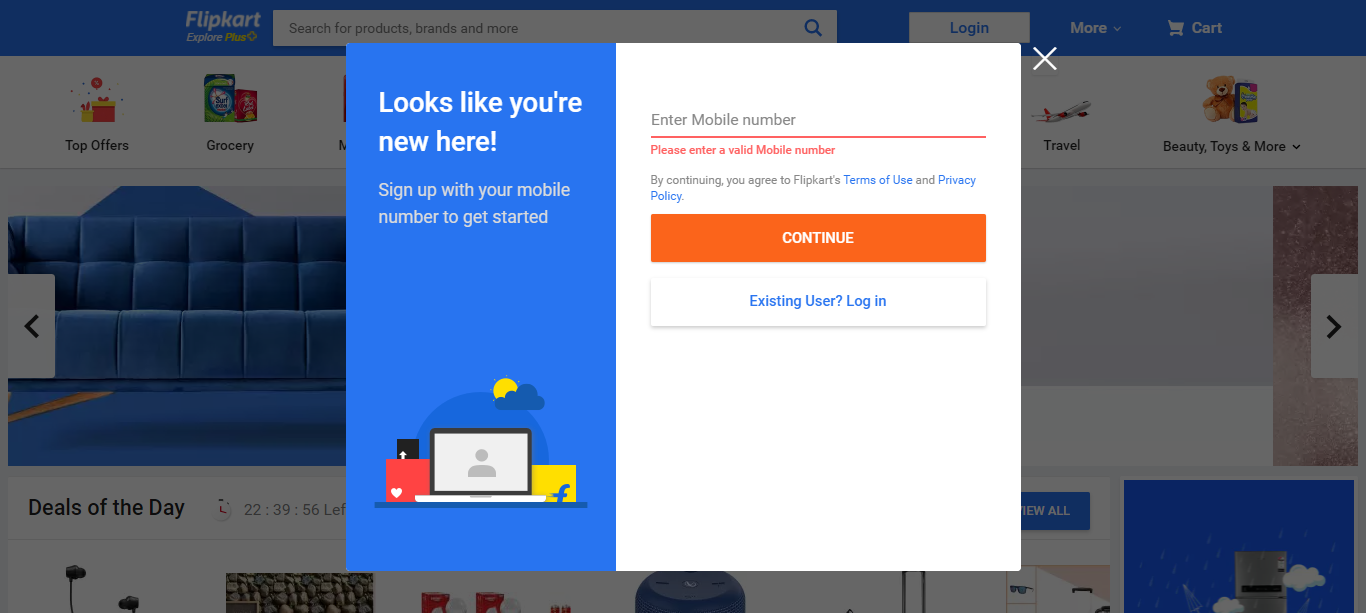 Flipkart
Explore Plus
Search for products, brands and more
Login
More
Cart
Top Offers
Grocery
M
Travel
Beauty, Toys & More
Looks like you're
new here!
Sign up with your mobile
number to get started
Enter Mobile number
Please enter a valid Mobile number
By continuing, you agree to Flipkart's Terms of Use and Privacy
Policy.
CONTINUE
Existing User? Log in
Deals of the Day
22 : 39 : 56 Lef
VIEW ALL